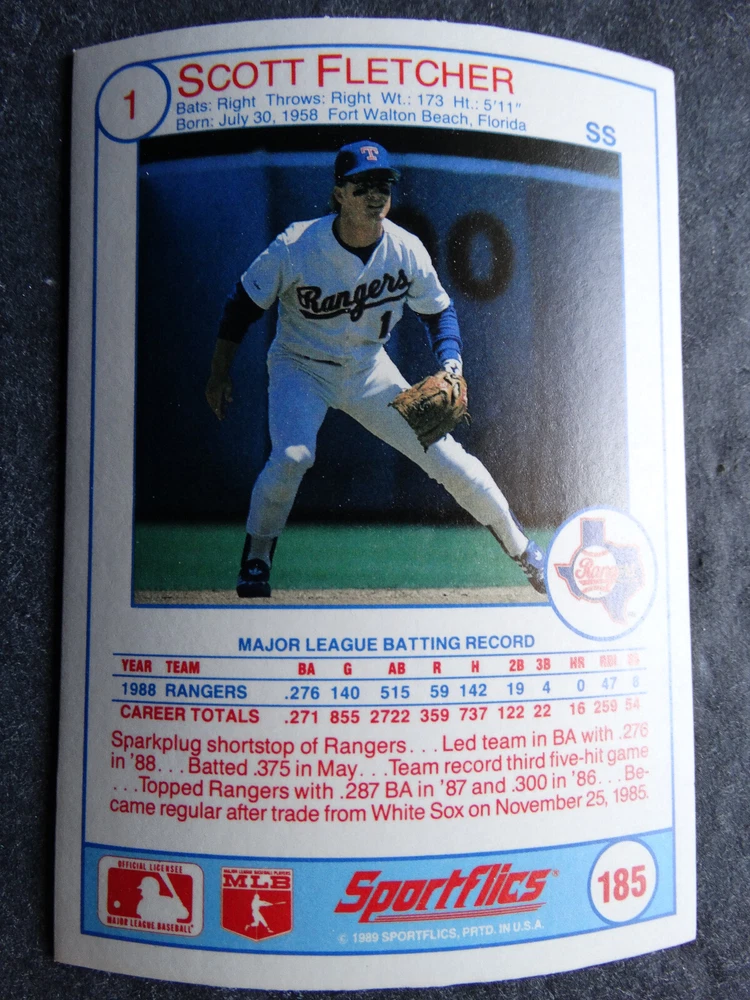 1
SCOTT FLETCHER
Bats: Right Throws: Right Wt.: 173 Ht.: 5'11"
Born: July 30, 1958 Fort Walton Beach, Florida
SS
T
Rangers
1
MAJOR LEAGUE BATTING RECORD
YEAR TEAM BA G AB R H 2B 3B HR RBI SB
1988 RANGERS .276 140 515 59 142 19 4 0 47 8
CAREER TOTALS .271 855 2722 359 737 122 22 16 259 54
Sparkplug shortstop of Rangers...Led team in BA with .276
in '88...Batted .375 in May...Team record third five-hit game
...Topped Rangers with .287 BA in '87 and .300 in '86...Be-
came regular after trade from White Sox on November 25, 1985.
OFFICIAL LICENSEE
MAJOR LEAGUE BASEBALL
MAJOR LEAGUE BASEBALL PLAYERS
MLB
Sportflics
© 1989 SPORTFLICS, PRTD. IN U.S.A.
185